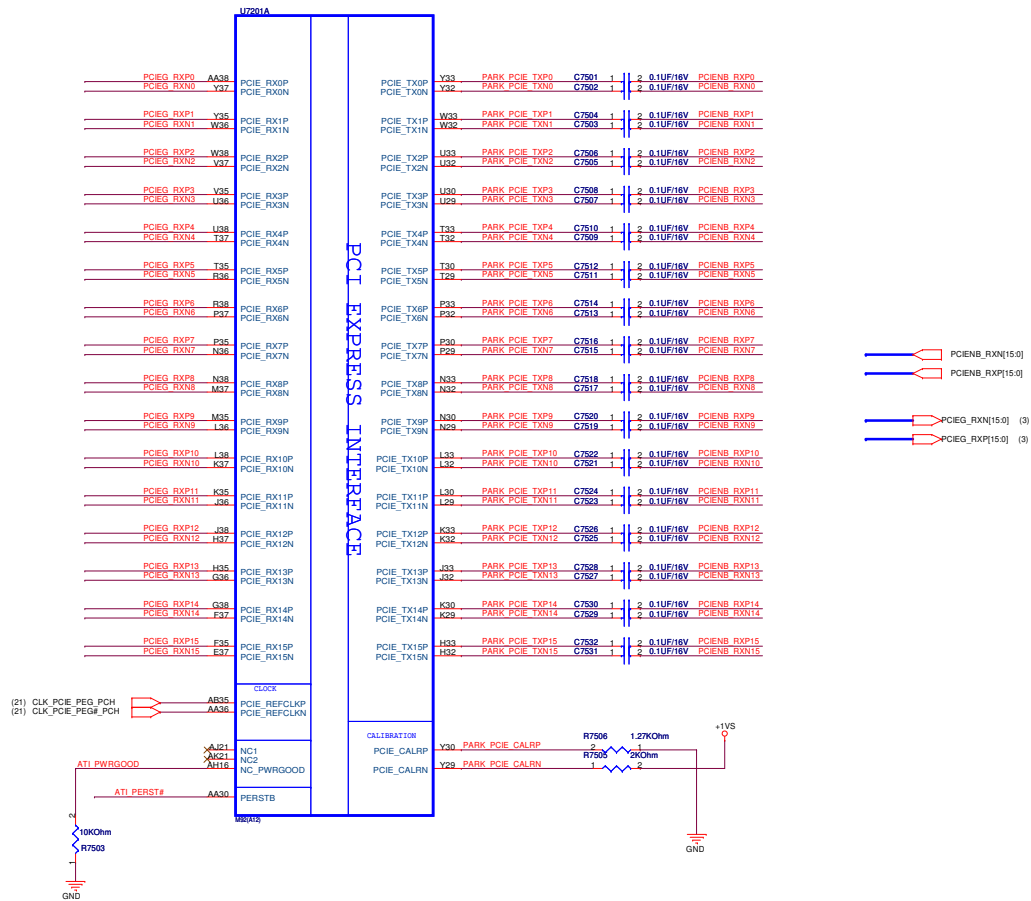 U7201A
PCIEG_RXP0 AA38 PCIE_RX0P PCIE_TX0P Y33 PARK_PCIE_TXP0 C7501 1 2 0.1UF/16V PCIENB_RXP0
PCIEG_RXN0 Y37 PCIE_RX0N PCIE_TX0N Y32 PARK_PCIE_TXN0 C7502 1 2 0.1UF/16V PCIENB_RXN0
PCIEG_RXP1 Y35 PCIE_RX1P PCIE_TX1P W33 PARK_PCIE_TXP1 C7504 1 2 0.1UF/16V PCIENB_RXP1
PCIEG_RXN1 W36 PCIE_RX1N PCIE_TX1N W32 PARK_PCIE_TXN1 C7503 1 2 0.1UF/16V PCIENB_RXN1
PCIEG_RXP2 W38 PCIE_RX2P PCIE_TX2P U33 PARK_PCIE_TXP2 C7506 1 2 0.1UF/16V PCIENB_RXP2
PCIEG_RXN2 V37 PCIE_RX2N PCIE_TX2N U32 PARK_PCIE_TXN2 C7505 1 2 0.1UF/16V PCIENB_RXN2
PCIEG_RXP3 V35 PCIE_RX3P PCIE_TX3P U30 PARK_PCIE_TXP3 C7508 1 2 0.1UF/16V PCIENB_RXP3
PCIEG_RXN3 U36 PCIE_RX3N PCIE_TX3N U29 PARK_PCIE_TXN3 C7507 1 2 0.1UF/16V PCIENB_RXN3
PCIEG_RXP4 U38 PCIE_RX4P PCIE_TX4P T33 PARK_PCIE_TXP4 C7510 1 2 0.1UF/16V PCIENB_RXP4
PCIEG_RXN4 T37 PCIE_RX4N PCIE_TX4N T32 PARK_PCIE_TXN4 C7509 1 2 0.1UF/16V PCIENB_RXN4
PCIEG_RXP5 T35 PCIE_RX5P PCIE_TX5P T30 PARK_PCIE_TXP5 C7512 1 2 0.1UF/16V PCIENB_RXP5
PCIEG_RXN5 R36 PCIE_RX5N PCIE_TX5N T29 PARK_PCIE_TXN5 C7511 1 2 0.1UF/16V PCIENB_RXN5
PCIEG_RXP6 R38 PCIE_RX6P PCIE_TX6P P33 PARK_PCIE_TXP6 C7514 1 2 0.1UF/16V PCIENB_RXP6
PCIEG_RXN6 P37 PCIE_RX6N PCIE_TX6N P32 PARK_PCIE_TXN6 C7513 1 2 0.1UF/16V PCIENB_RXN6
PCIEG_RXP7 P35 PCIE_RX7P PCIE_TX7P P30 PARK_PCIE_TXP7 C7516 1 2 0.1UF/16V PCIENB_RXP7
PCIEG_RXN7 N36 PCIE_RX7N PCIE_TX7N P29 PARK_PCIE_TXN7 C7515 1 2 0.1UF/16V PCIENB_RXN7
PCIENB_RXN[15:0]
PCIENB_RXP[15:0]
PCIEG_RXP8 N38 PCIE_RX8P PCIE_TX8P N33 PARK_PCIE_TXP8 C7518 1 2 0.1UF/16V PCIENB_RXP8
PCIEG_RXN8 M37 PCIE_RX8N PCIE_TX8N N32 PARK_PCIE_TXN8 C7517 1 2 0.1UF/16V PCIENB_RXN8
PCIEG_RXP9 M35 PCIE_RX9P PCIE_TX9P N30 PARK_PCIE_TXP9 C7520 1 2 0.1UF/16V PCIENB_RXP9
PCIEG_RXN9 L36 PCIE_RX9N PCIE_TX9N N29 PARK_PCIE_TXN9 C7519 1 2 0.1UF/16V PCIENB_RXN9
PCIEG_RXN[15:0] (3)
PCIEG_RXP[15:0] (3)
PCIEG_RXP10 L38 PCIE_RX10P PCIE_TX10P L33 PARK_PCIE_TXP10 C7522 1 2 0.1UF/16V PCIENB_RXP10
PCIEG_RXN10 K37 PCIE_RX10N PCIE_TX10N L32 PARK_PCIE_TXN10 C7521 1 2 0.1UF/16V PCIENB_RXN10
PCIEG_RXP11 K35 PCIE_RX11P PCIE_TX11P L30 PARK_PCIE_TXP11 C7524 1 2 0.1UF/16V PCIENB_RXP11
PCIEG_RXN11 J36 PCIE_RX11N PCIE_TX11N L29 PARK_PCIE_TXN11 C7523 1 2 0.1UF/16V PCIENB_RXN11
PCIEG_RXP12 J38 PCIE_RX12P PCIE_TX12P K33 PARK_PCIE_TXP12 C7526 1 2 0.1UF/16V PCIENB_RXP12
PCIEG_RXN12 H37 PCIE_RX12N PCIE_TX12N K32 PARK_PCIE_TXN12 C7525 1 2 0.1UF/16V PCIENB_RXN12
PCIEG_RXP13 H35 PCIE_RX13P PCIE_TX13P J33 PARK_PCIE_TXP13 C7528 1 2 0.1UF/16V PCIENB_RXP13
PCIEG_RXN13 G36 PCIE_RX13N PCIE_TX13N J32 PARK_PCIE_TXN13 C7527 1 2 0.1UF/16V PCIENB_RXN13
PCIEG_RXP14 G38 PCIE_RX14P PCIE_TX14P K30 PARK_PCIE_TXP14 C7530 1 2 0.1UF/16V PCIENB_RXP14
PCIEG_RXN14 F37 PCIE_RX14N PCIE_TX14N K29 PARK_PCIE_TXN14 C7529 1 2 0.1UF/16V PCIENB_RXN14
PCIEG_RXP15 F35 PCIE_RX15P PCIE_TX15P H33 PARK_PCIE_TXP15 C7532 1 2 0.1UF/16V PCIENB_RXP15
PCIEG_RXN15 E37 PCIE_RX15N PCIE_TX15N H32 PARK_PCIE_TXN15 C7531 1 2 0.1UF/16V PCIENB_RXN15
PCI EXPRESS INTERFACE
CLOCK
(21) CLK_PCIE_PEG_PCH AB35 PCIE_REFCLKP
(21) CLK_PCIE_PEG#_PCH AA36 PCIE_REFCLKN
CALIBRATION
+1VS
AJ21 NC1
AK21 NC2
ATI_PWRGOOD AH16 NC_PWRGOOD
PCIE_CALRP Y30 PARK_PCIE_CALRP R7506 2 1.27KOhm 1
PCIE_CALRN Y29 PARK_PCIE_CALRN R7505 1 2KOhm 2
ATI_PERST# AA30 PERSTB
M92(A12)
2
10KOhm
R7503
1
GND
GND